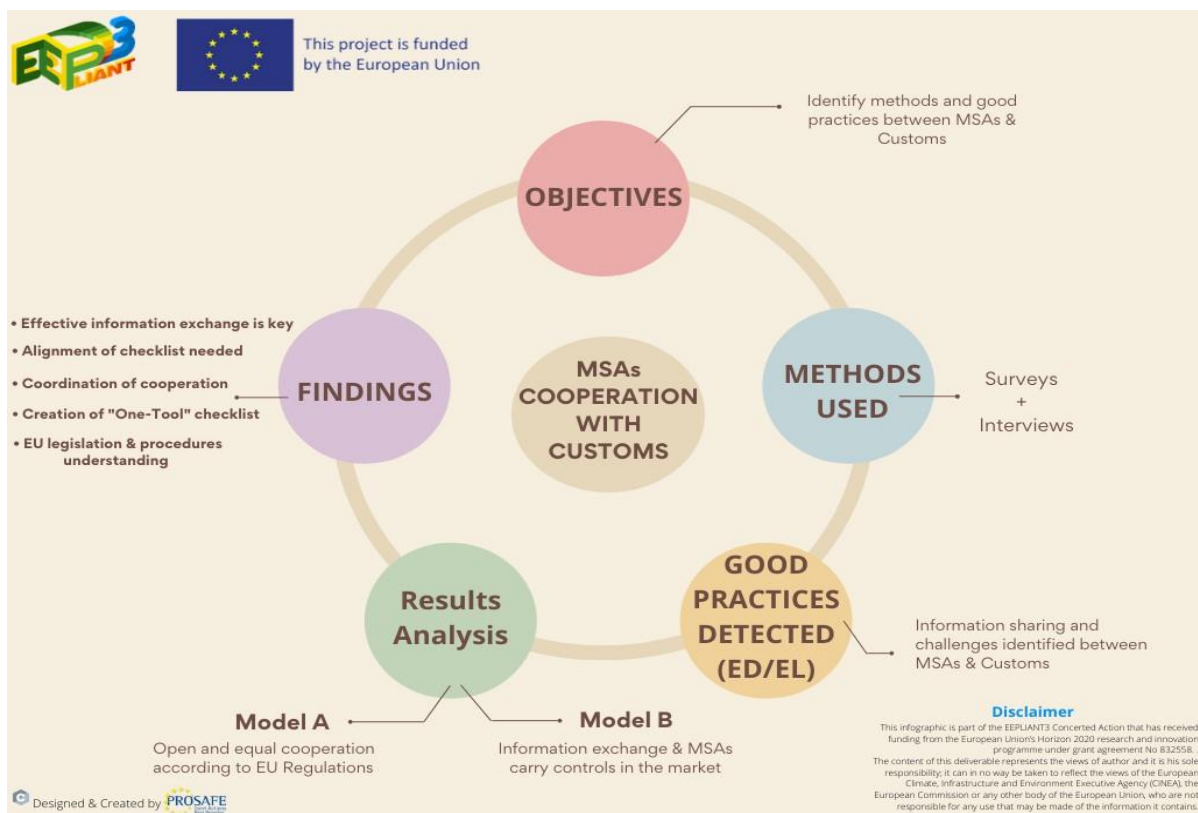 EEP3
LIANT
This project is funded
by the European Union
Identify methods and good
practices between MSAs &
Customs
OBJECTIVES
METHODS
USED
Surveys
+
Interviews
GOOD
PRACTICES
DETECTED
(ED/EL)
Information sharing and
challenges identified between
MSAs & Customs
Results
Analysis
Model A
Open and equal cooperation
according to EU Regulations
Model B
Information exchange & MSAs
carry controls in the market
FINDINGS
• Effective information exchange is key
• Alignment of checklist needed
• Coordination of cooperation
• Creation of "One-Tool" checklist
• EU legislation & procedures
understanding
MSAs
COOPERATION
WITH
CUSTOMS
Disclaimer
This infographic is part of the EEPLIANT3 Concerted Action that has received
funding from the European Union's Horizon 2020 research and innovation
programme under grant agreement No 832558. .
The content of this deliverable represents the views of author and it is his sole
responsibility; it can in no way be taken to reflect the views of the European
Climate, Infrastructure and Environment Executive Agency (CINEA), the
European Commission or any other body of the European Union, who are not
responsible for any use that may be made of the information it contains.
C Designed & Created by PROSAFE